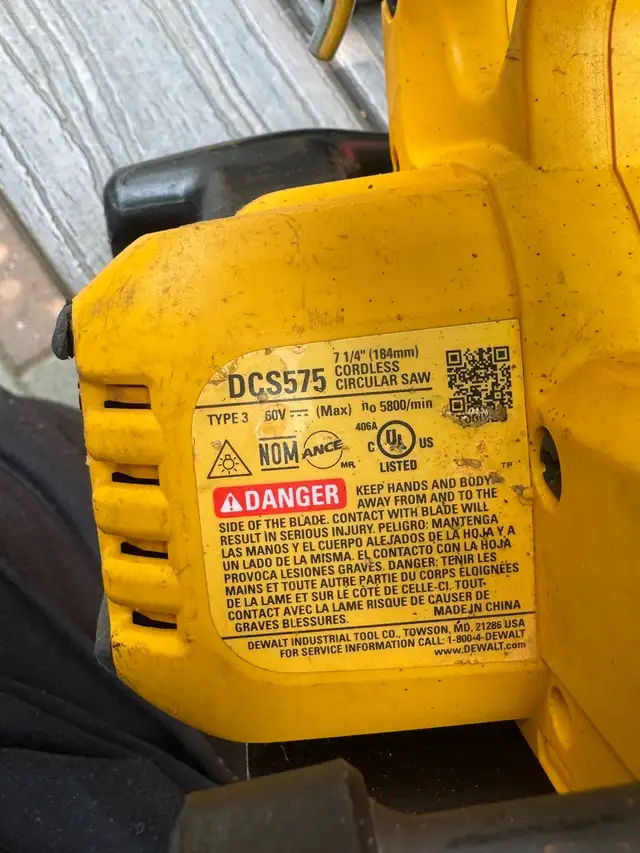 7 1/4" (184mm)
DCS575 CORDLESS
CIRCULAR SAW
TYPE 3 60V ⎓ (Max) n₀ 5800/min
406A
NOM ANCE MR C UL US
LISTED
TP
⚠DANGER KEEP HANDS AND BODY
AWAY FROM AND TO THE
SIDE OF THE BLADE. CONTACT WITH BLADE WILL
RESULT IN SERIOUS INJURY. PELIGRO: MANTENGA
LAS MANOS Y EL CUERPO ALEJADOS DE LA HOJA Y A
UN LADO DE LA MISMA. EL CONTACTO CON LA HOJA
PROVOCA LESIONES GRAVES. DANGER: TENIR LES
MAINS ET TOUTE AUTRE PARTIE DU CORPS ÉLOIGNÉES
DE LA LAME ET SUR LE CÔTÉ DE CELLE-CI. TOUT
CONTACT AVEC LA LAME RISQUE DE CAUSER DE
GRAVES BLESSURES. MADE IN CHINA
DEWALT INDUSTRIAL TOOL CO., TOWSON, MD, 21286 USA
FOR SERVICE INFORMATION CALL: 1-800-4-DEWALT
www.DEWALT.com